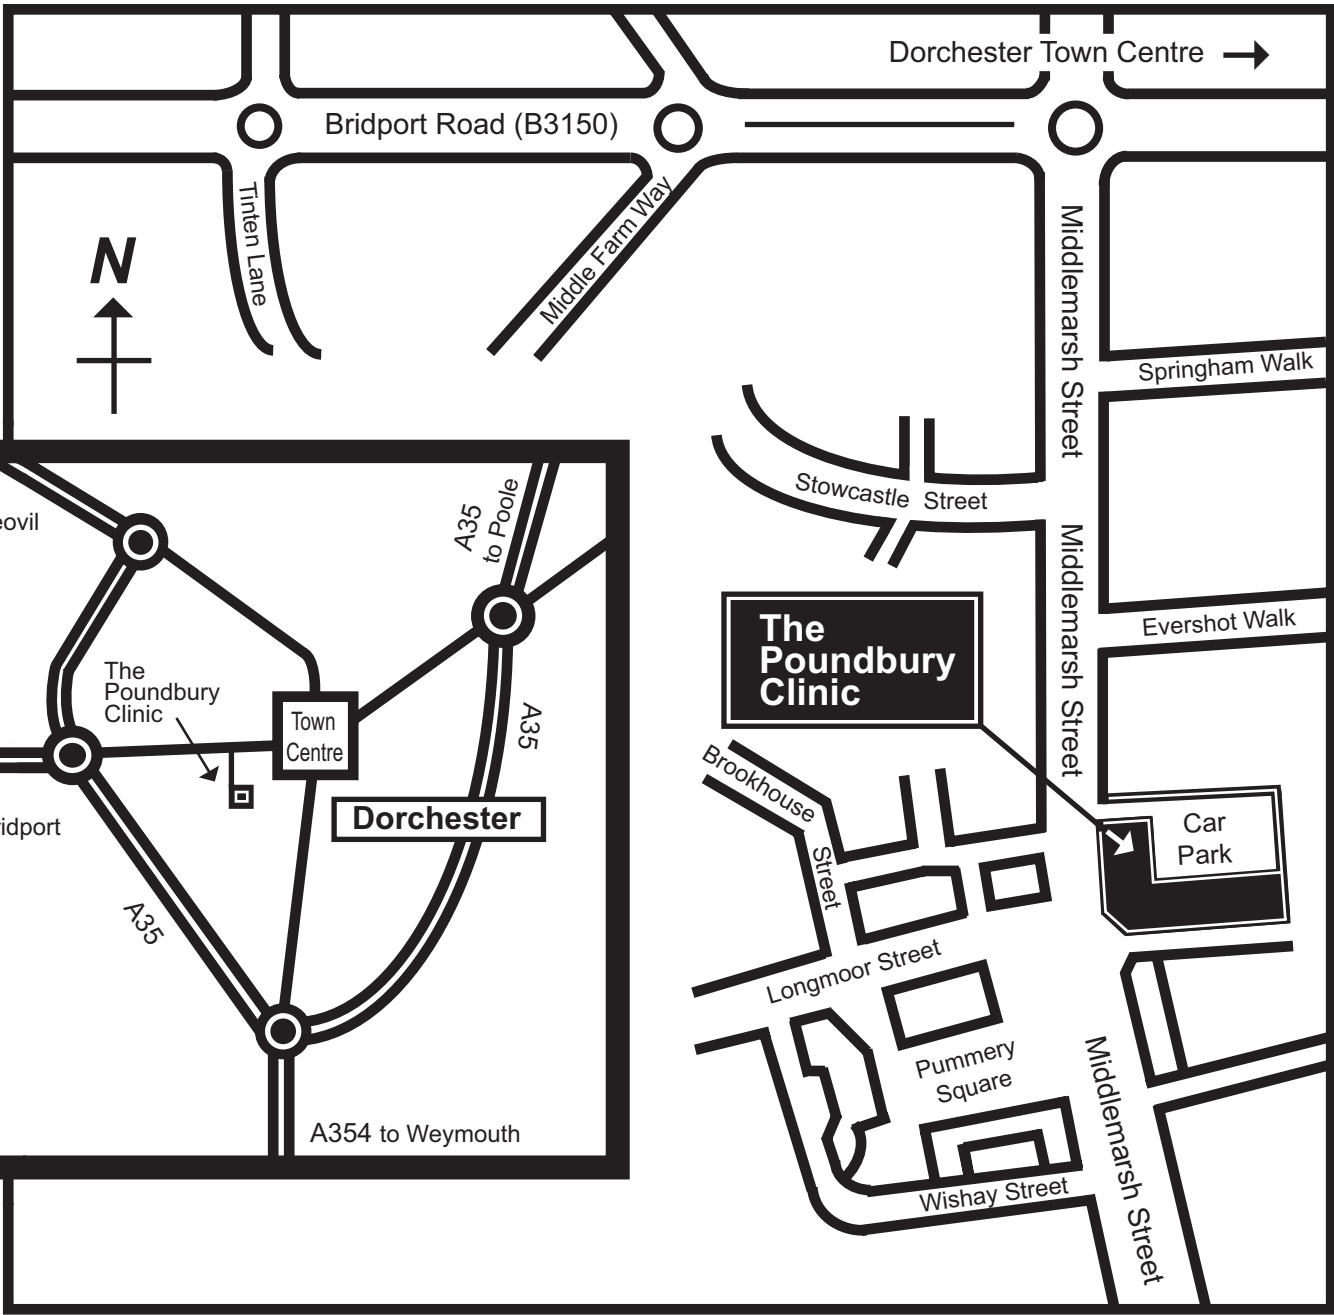 Dorchester Town Centre
Bridport Road (B3150)
Tinten Lane
Middle Farm Way
Middlemarsh Street
N
Springham Walk
Stowcastle Street
A35
to Poole
eovil
Middlemarsh Street
The
Poundbury
Clinic
Evershot Walk
The
Poundbury
Clinic
Town
Centre
A35
Brookhouse
Street
Dorchester
ridport
Car
Park
A35
Longmoor Street
Pummery
Square
Middlemarsh Street
A354 to Weymouth
Wishay Street